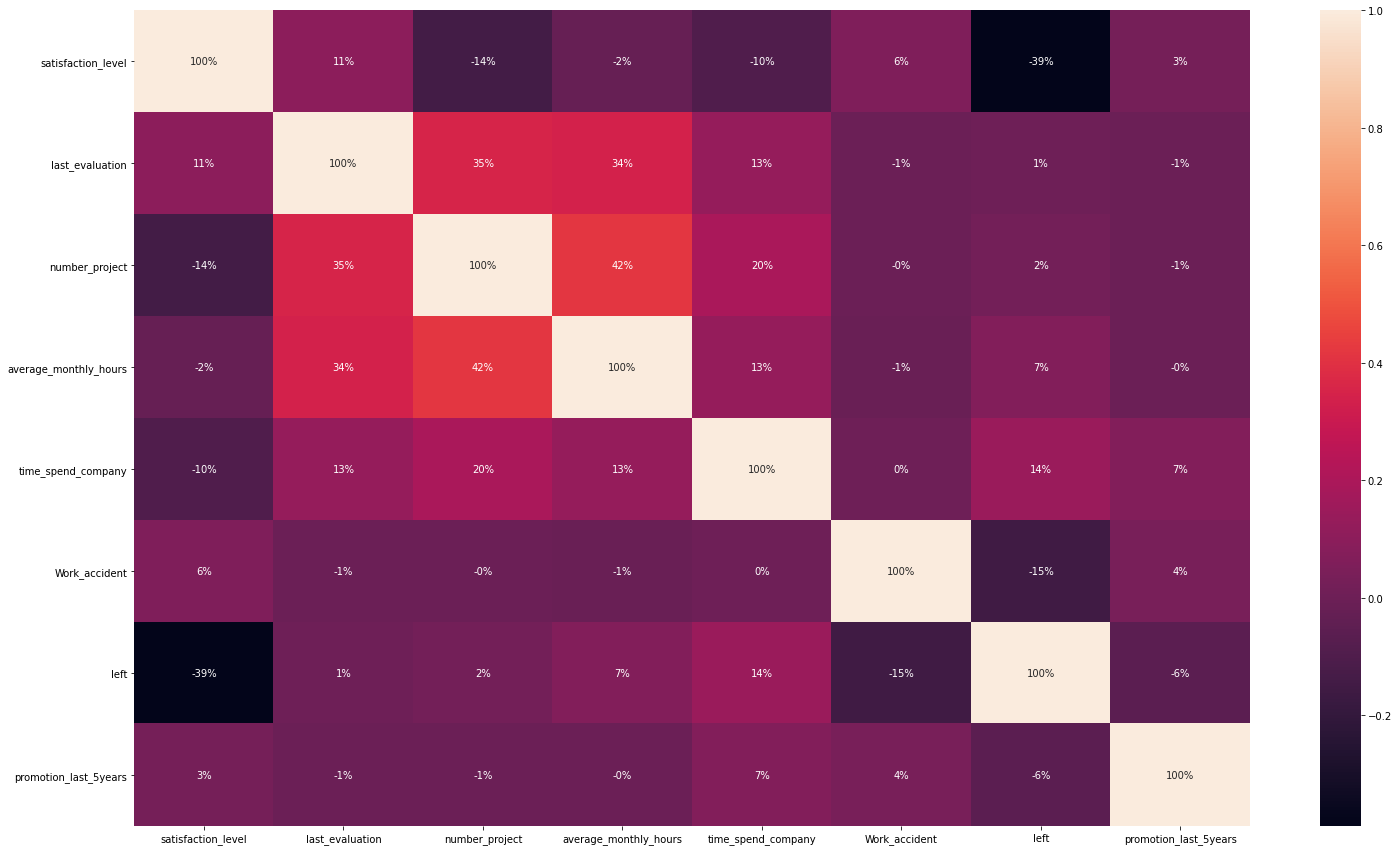 satisfaction_level 100% 11% -14% -2% -10% 6% -39% 3%
last_evaluation 11% 100% 35% 34% 13% -1% 1% -1%
number_project -14% 35% 100% 42% 20% -0% 2% -1%
average_monthly_hours -2% 34% 42% 100% 13% -1% 7% -0%
time_spend_company -10% 13% 20% 13% 100% 0% 14% 7%
Work_accident 6% -1% -0% -1% 0% 100% -15% 4%
left -39% 1% 2% 7% 14% -15% 100% -6%
promotion_last_5years 3% -1% -1% -0% 7% 4% -6% 100%
satisfaction_level last_evaluation number_project average_monthly_hours time_spend_company Work_accident left promotion_last_5years
1.0
0.8
0.6
0.4
0.2
0.0
−0.2